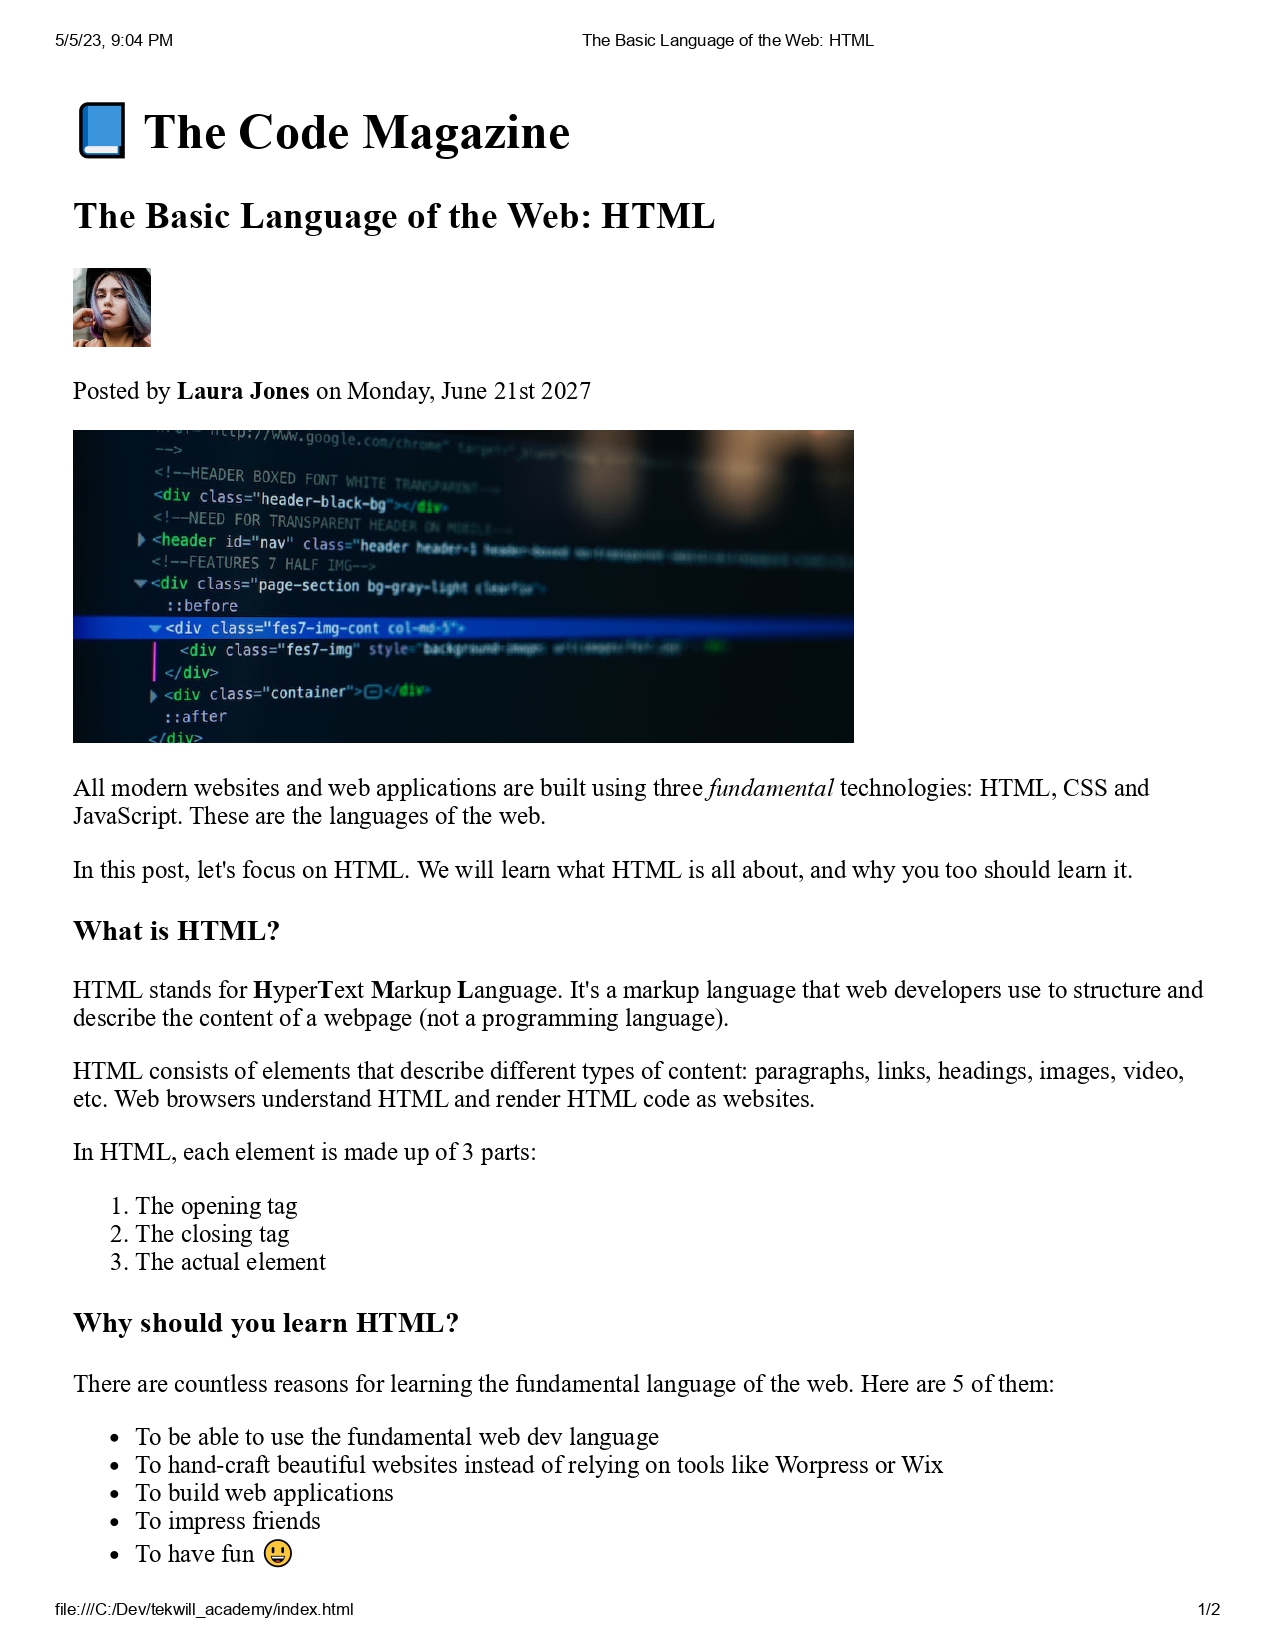 5/5/23, 9:04 PM
The Basic Language of the Web: HTML
📘 The Code Magazine
The Basic Language of the Web: HTML
Posted by Laura Jones on Monday, June 21st 2027
http://www.google.com/chrome"
-->
<!--HEADER BOXED FONT WHITE TRANSPARENT--
<div class="header-black-bg"></div>
<!--NEED FOR TRANSPARENT HEADER ON MOBILE--
<header id="nav" class="header header-1
<!--FEATURES 7 HALF IMG-->
<div class="page-section bg-gray-light clearfix">
::before
<div class="fes7-img-cont col-md-5">
<div class="fes7-img" style="background-image:
</div>
<div class="container"></div>
::after
</div>
All modern websites and web applications are built using three fundamental technologies: HTML, CSS and
JavaScript. These are the languages of the web.
In this post, let's focus on HTML. We will learn what HTML is all about, and why you too should learn it.
What is HTML?
HTML stands for HyperText Markup Language. It's a markup language that web developers use to structure and
describe the content of a webpage (not a programming language).
HTML consists of elements that describe different types of content: paragraphs, links, headings, images, video,
etc. Web browsers understand HTML and render HTML code as websites.
In HTML, each element is made up of 3 parts:
1. The opening tag
2. The closing tag
3. The actual element
Why should you learn HTML?
There are countless reasons for learning the fundamental language of the web. Here are 5 of them:
• To be able to use the fundamental web dev language
• To hand-craft beautiful websites instead of relying on tools like Worpress or Wix
• To build web applications
• To impress friends
• To have fun 😃
file:///C:/Dev/tekwill_academy/index.html
1/2